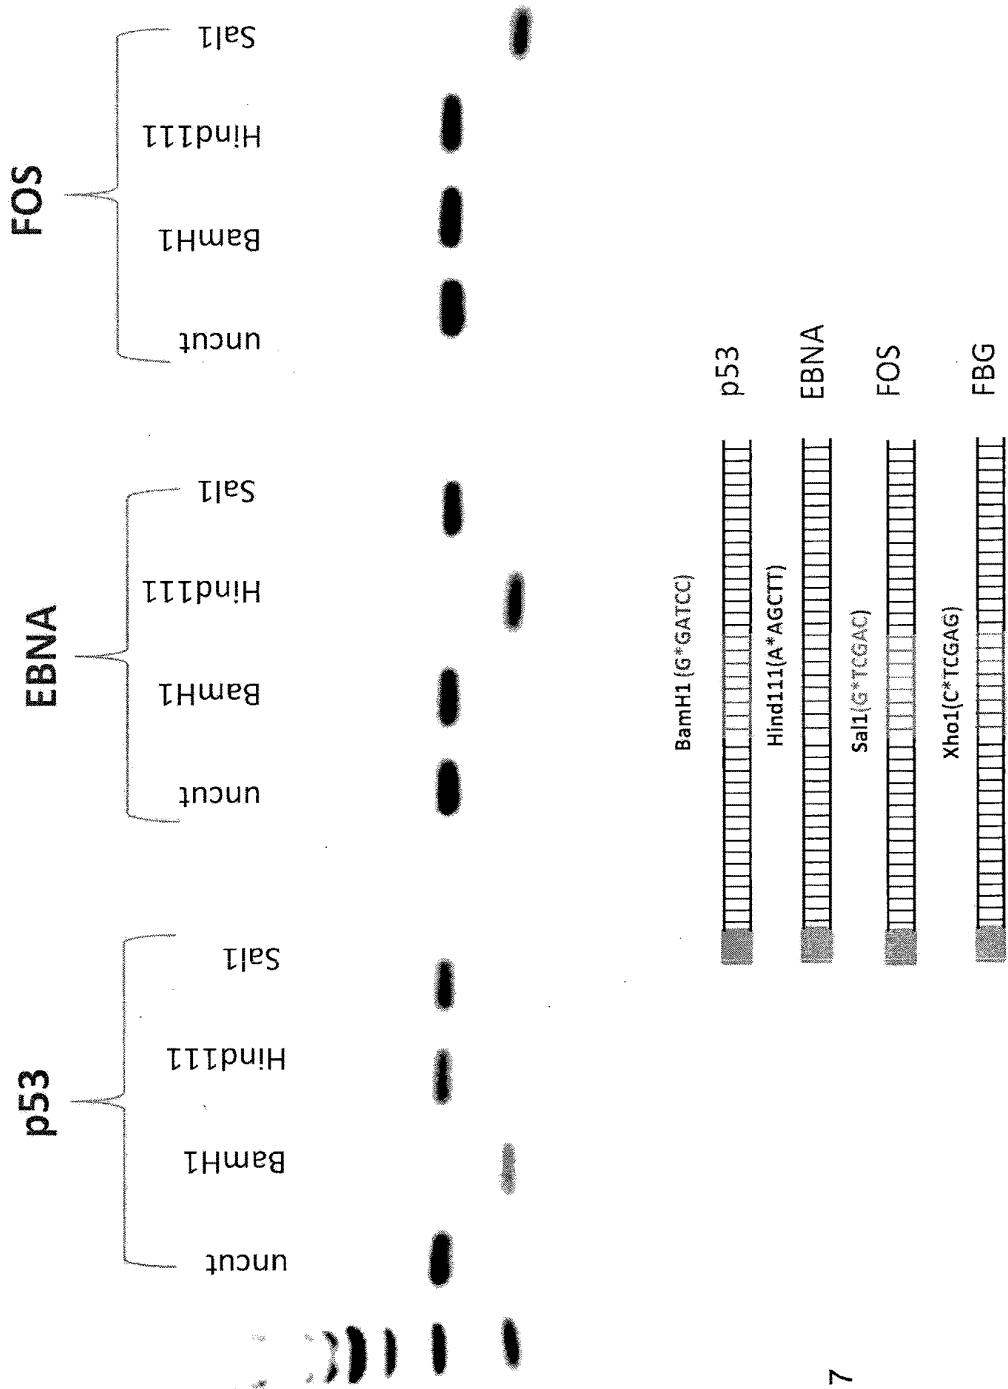 p53 EBNA FOS
uncut BamH1 Hind111 Sal1 uncut BamH1 Hind111 Sal1 uncut BamH1 Hind111 Sal1
BamH1 (G*GATCC)
p53
Hind111(A*AGCTT)
EBNA
Sal1(G*TCGAC)
FOS
Xho1(C*TCGAG)
FBG
7